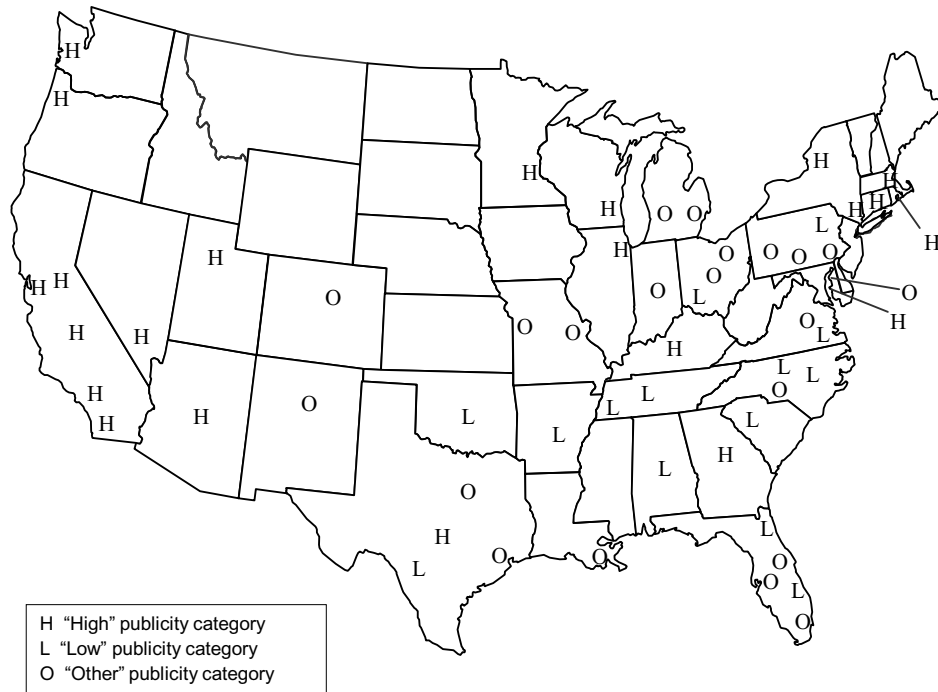 H
H
H
H
H
H
H O O H
L
H
H O O O O
H
O
H H
O O L O
O H
H H O O L
H
L
L
H L O
O L
H H L L
L
H
L
O
L
H
O O O
L O L
O
H “High” publicity category
L “Low” publicity category
O “Other” publicity category